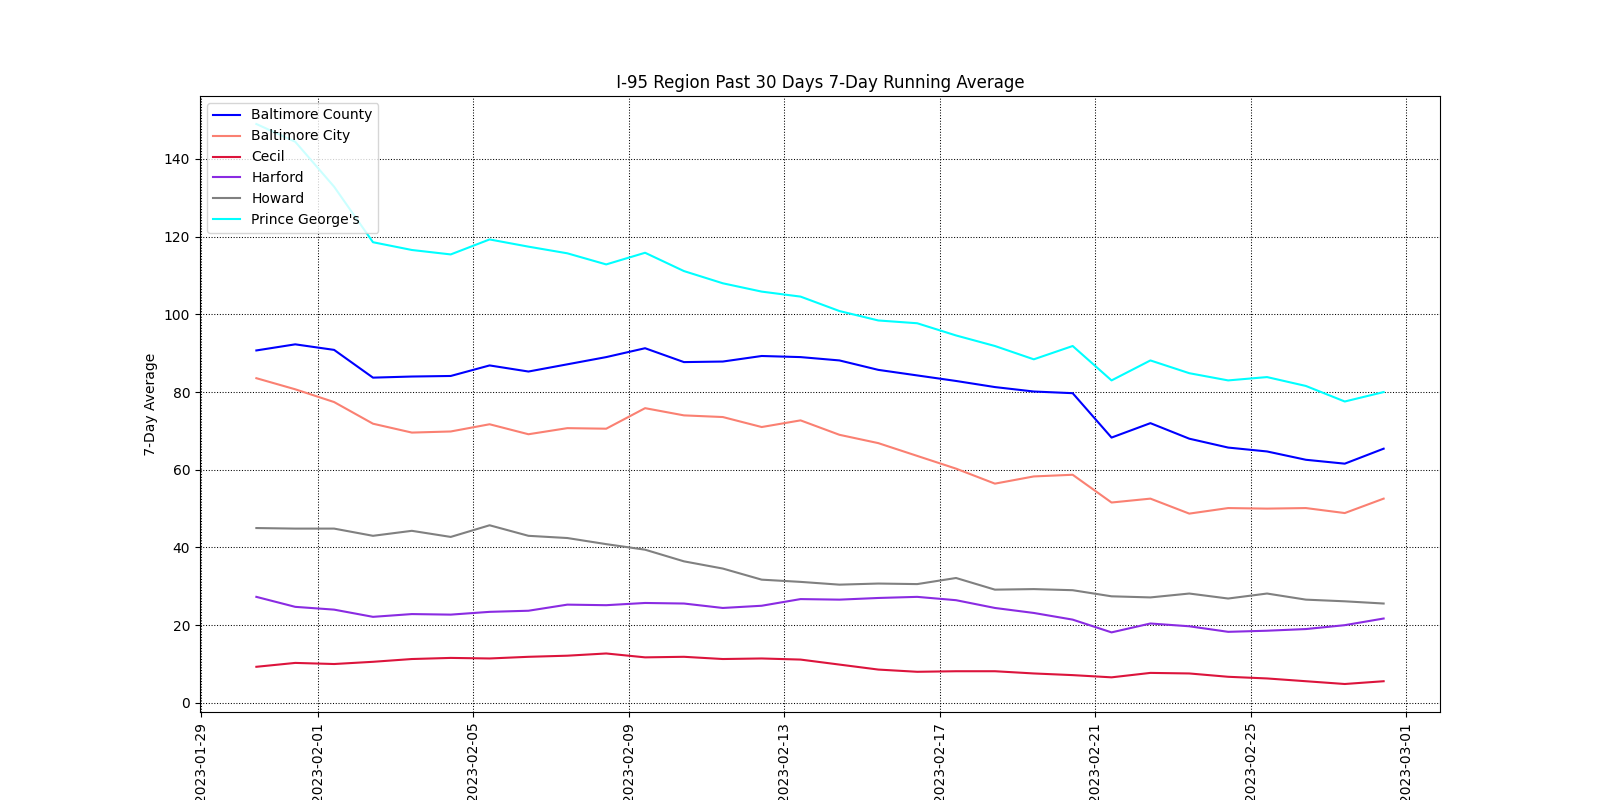 I-95 Region Past 30 Days 7-Day Running Average
Baltimore County
Baltimore City
Cecil
Harford
Howard
Prince George's
7-Day Average
140
120
100
80
60
40
20
0
2023-01-29
2023-02-01
2023-02-05
2023-02-09
2023-02-13
2023-02-17
2023-02-21
2023-02-25
2023-03-01